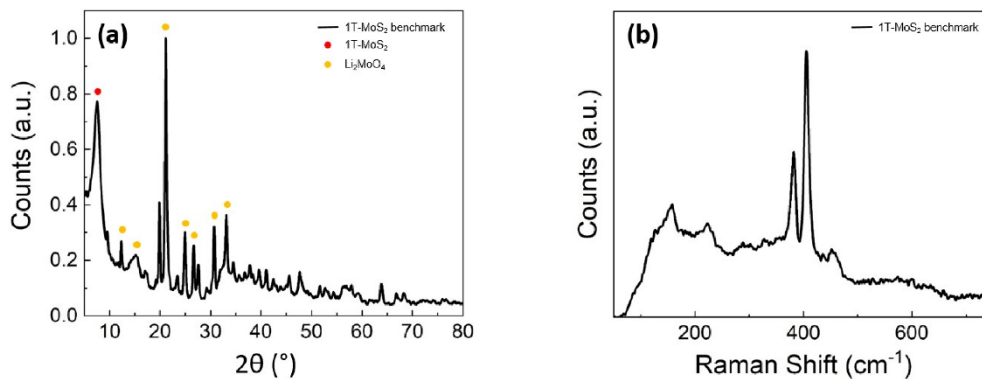 (a)
1T-MoS₂ benchmark
1T-MoS₂
Li₂MoO₄
Counts (a.u.)
1.0
0.8
0.6
0.4
0.2
0.0
10 20 30 40 50 60 70 80
2θ (°)
(b)
1T-MoS₂ benchmark
Counts (a.u.)
200 400 600
Raman Shift (cm⁻¹)